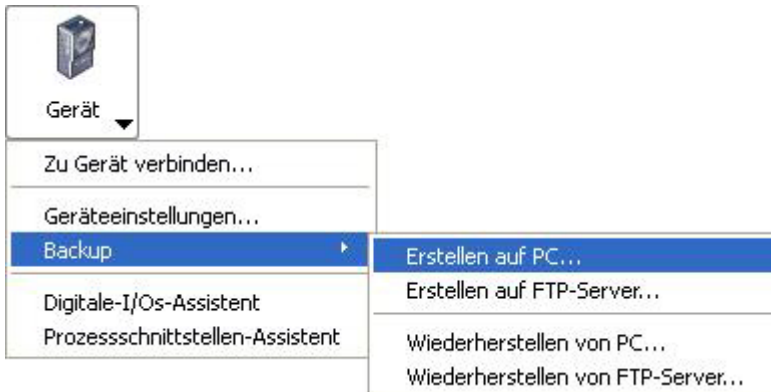 Gerät
Zu Gerät verbinden...
Geräteeinstellungen...
Backup
Digitale-I/Os-Assistent
Prozessschnittstellen-Assistent
Erstellen auf PC...
Erstellen auf FTP-Server...
Wiederherstellen von PC...
Wiederherstellen von FTP-Server...